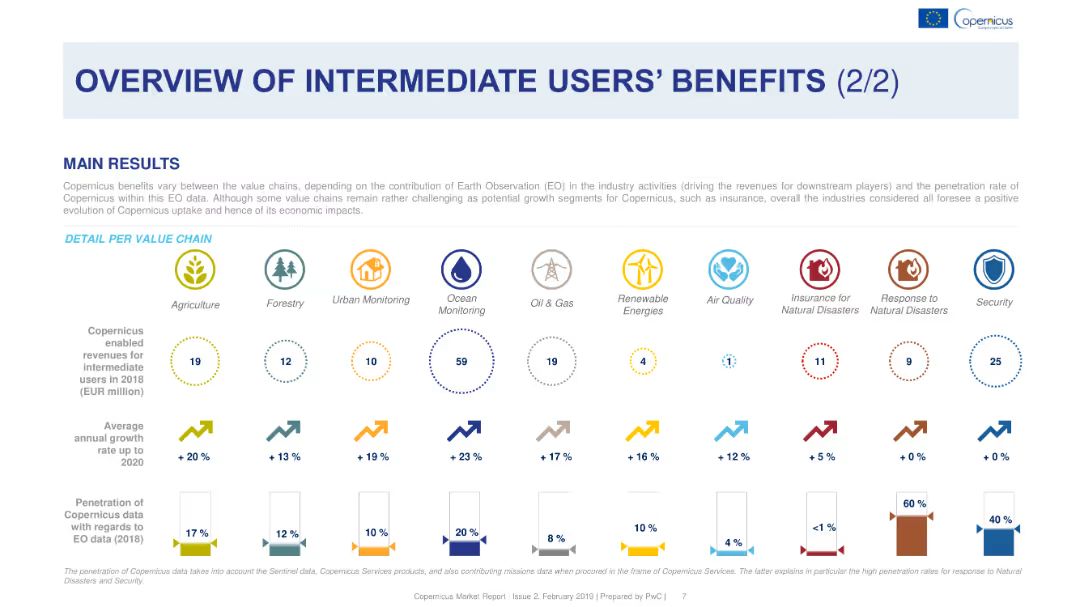 Copernicus
OVERVIEW OF INTERMEDIATE USERS' BENEFITS (2/2)
MAIN RESULTS
Copernicus benefits vary between the value chains, depending on the contribution of Earth Observation (EO) In the industry activities (driving the revenues for downstream players) and the penetration rate of
Copernicus within this EO data. Although some value chains remain rather challenging as potential growth segments for Copernicus, such as insurance, overall the industries considered all foresee a positive
evolution of Copernicus uptake and hence of its economic impacts.
DETAIL PER VALUE CHAIN
Agriculture
Forestry
Urban Monitoring
Ocean
Monitoring
Oil & Gas
Renewable
Energies
Air Quality
Insurance for
Natural Disasters
Response to
Natural Disasters
Security
Copernicus
enabled
revenues for
intermediate
users in 2018
(EUR million)
19 12 10 59 19 4 1 11 9 25
Average
annual growth
rate up to
2020
+ 20 % + 13 % + 19 % + 23 % + 17 % + 16 % + 12 % + 5 % + 0 % + 0 %
Penetration of
Copernicus data
with regards to
EO data (2018)
17 % 12 % 10 % 20 % 8 % 10 % 4 % <1 % 60 % 40 %
The penetration of Copernicus data takes into account the Sentinel data, Copernicus Services products, and also contributing missions data when procured in the frame of Copernicus Services. The latter explains in particular the high penetration rates for response to Natural
Disasters and Security.
Copernicus Market Report · Issue 2, February 2019 | Prepared by PwC | 7